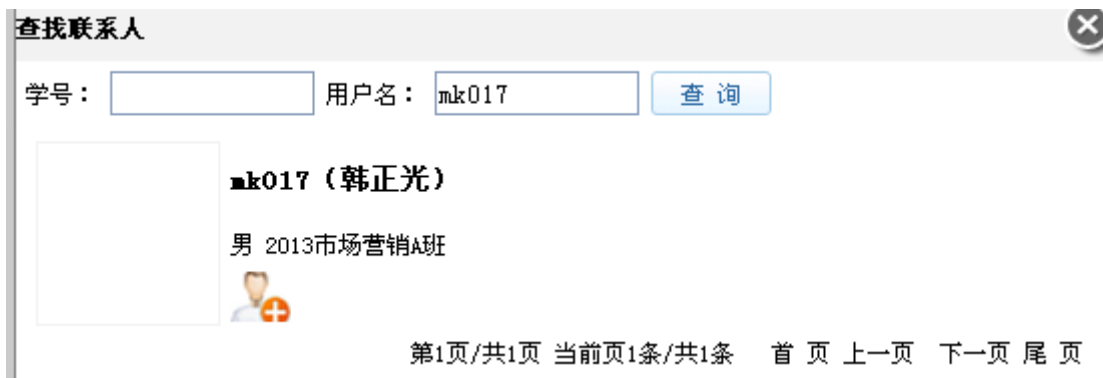 查找联系人
学号： 用户名： mk017 查 询
mk017（韩正光）
男 2013市场营销A班
第1页/共1页 当前页1条/共1条 首 页 上一页 下一页 尾 页